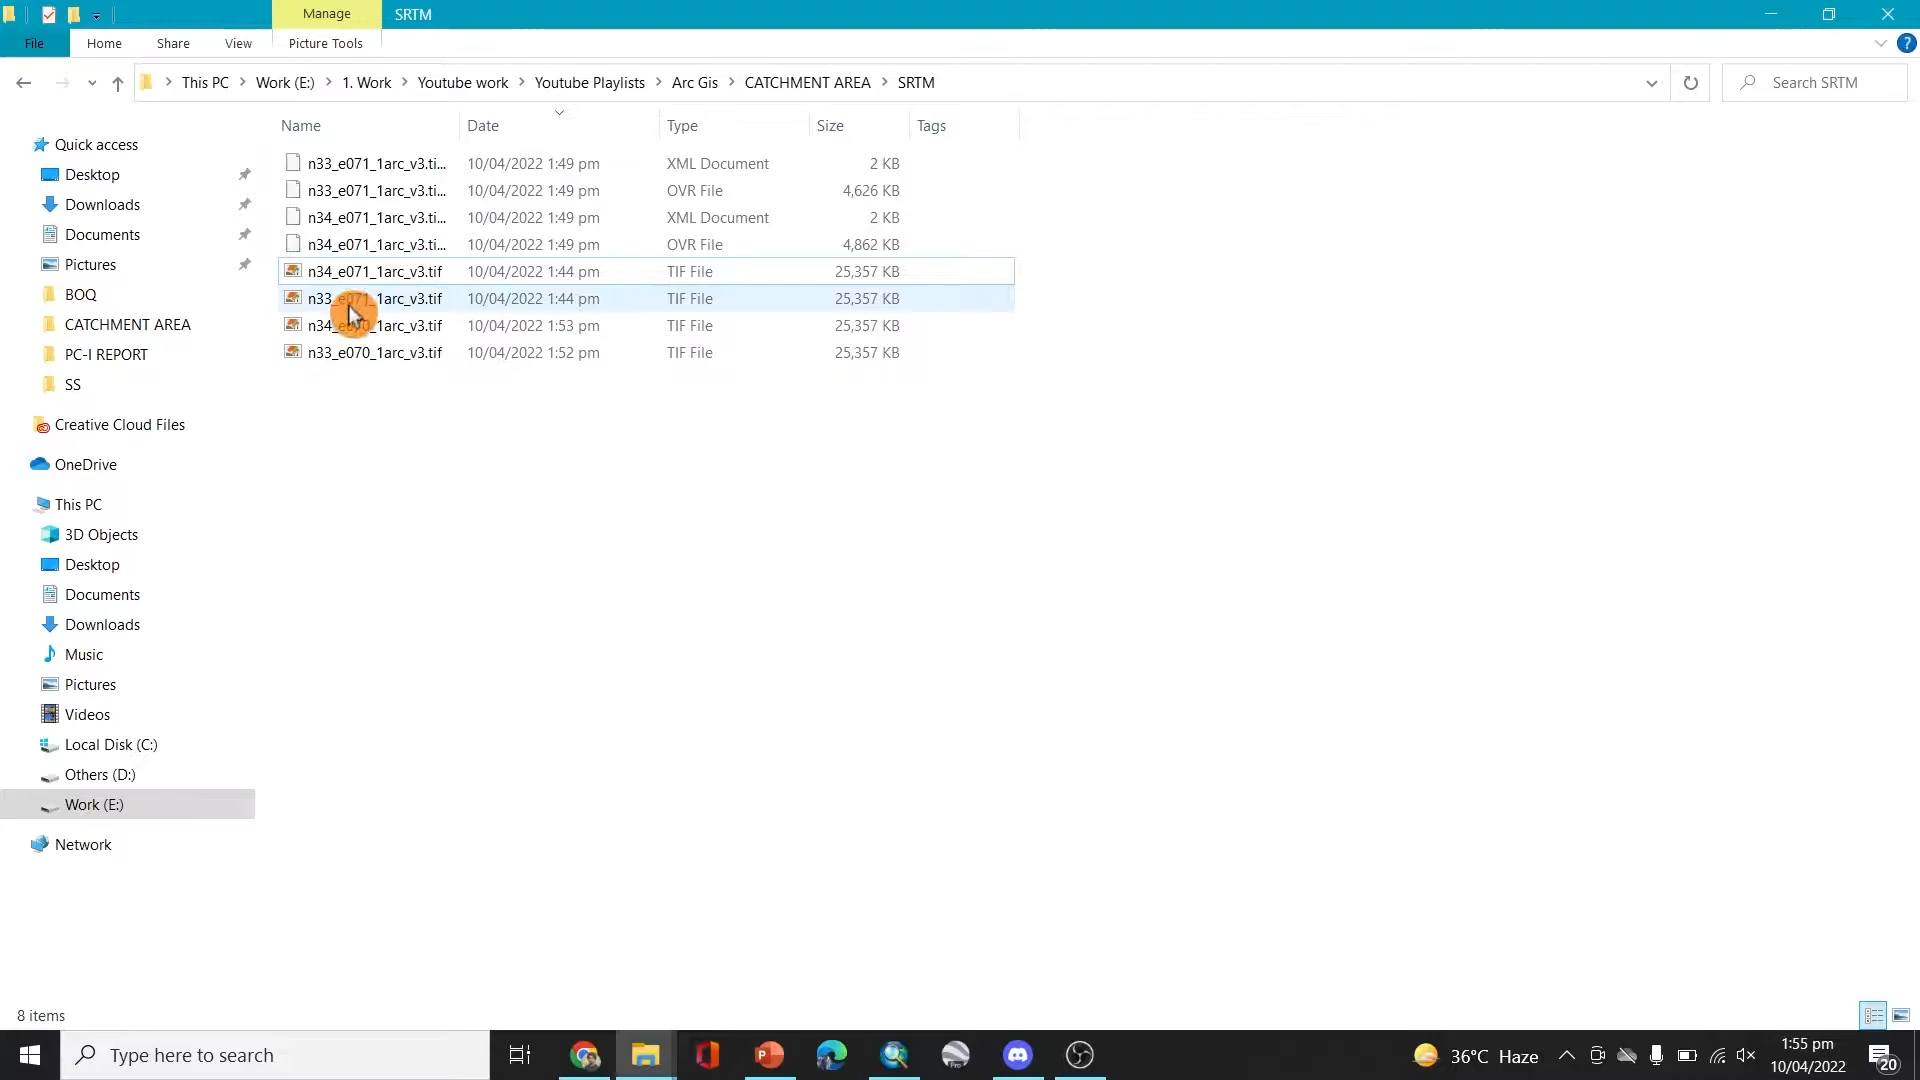 Manage
SRTM
File
Home
Share
View
Picture Tools
This PC
Work (E:)
1. Work
Youtube work
Youtube Playlists
Arc Gis
CATCHMENT AREA
SRTM
Search SRTM
Name
Date
Type
Size
Tags
n33_e071_1arc_v3.ti... 10/04/2022 1:49 pm XML Document 2 KB
n33_e071_1arc_v3.ti... 10/04/2022 1:49 pm OVR File 4,626 KB
n34_e071_1arc_v3.ti... 10/04/2022 1:49 pm XML Document 2 KB
n34_e071_1arc_v3.ti... 10/04/2022 1:49 pm OVR File 4,862 KB
n34_e071_1arc_v3.tif 10/04/2022 1:44 pm TIF File 25,357 KB
n33_e071_1arc_v3.tif 10/04/2022 1:44 pm TIF File 25,357 KB
n34_e070_1arc_v3.tif 10/04/2022 1:53 pm TIF File 25,357 KB
n33_e070_1arc_v3.tif 10/04/2022 1:52 pm TIF File 25,357 KB
Quick access
Desktop
Downloads
Documents
Pictures
BOQ
CATCHMENT AREA
PC-I REPORT
SS
Creative Cloud Files
OneDrive
This PC
3D Objects
Desktop
Documents
Downloads
Music
Pictures
Videos
Local Disk (C:)
Others (D:)
Work (E:)
Network
8 items
Type here to search
36°C Haze
1:55 pm
10/04/2022
20